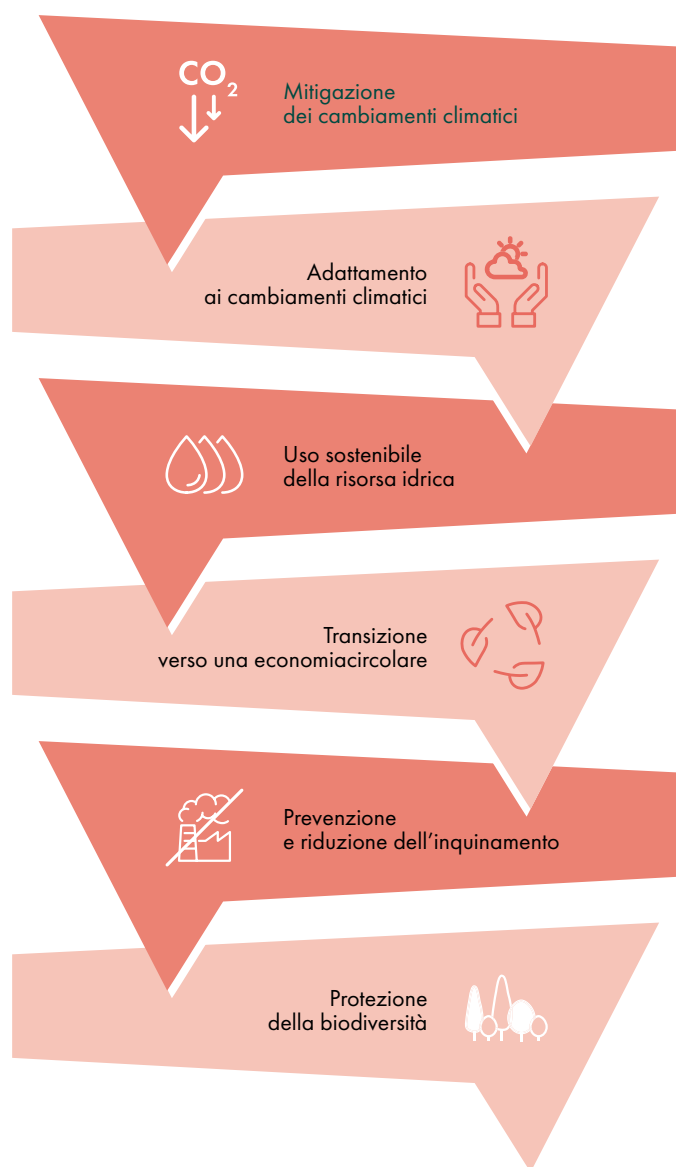 CO₂
Mitigazione
dei cambiamenti climatici
Adattamento
ai cambiamenti climatici
Uso sostenibile
della risorsa idrica
Transizione
verso una economiacircolare
Prevenzione
e riduzione dell’inquinamento
Protezione
della biodiversità